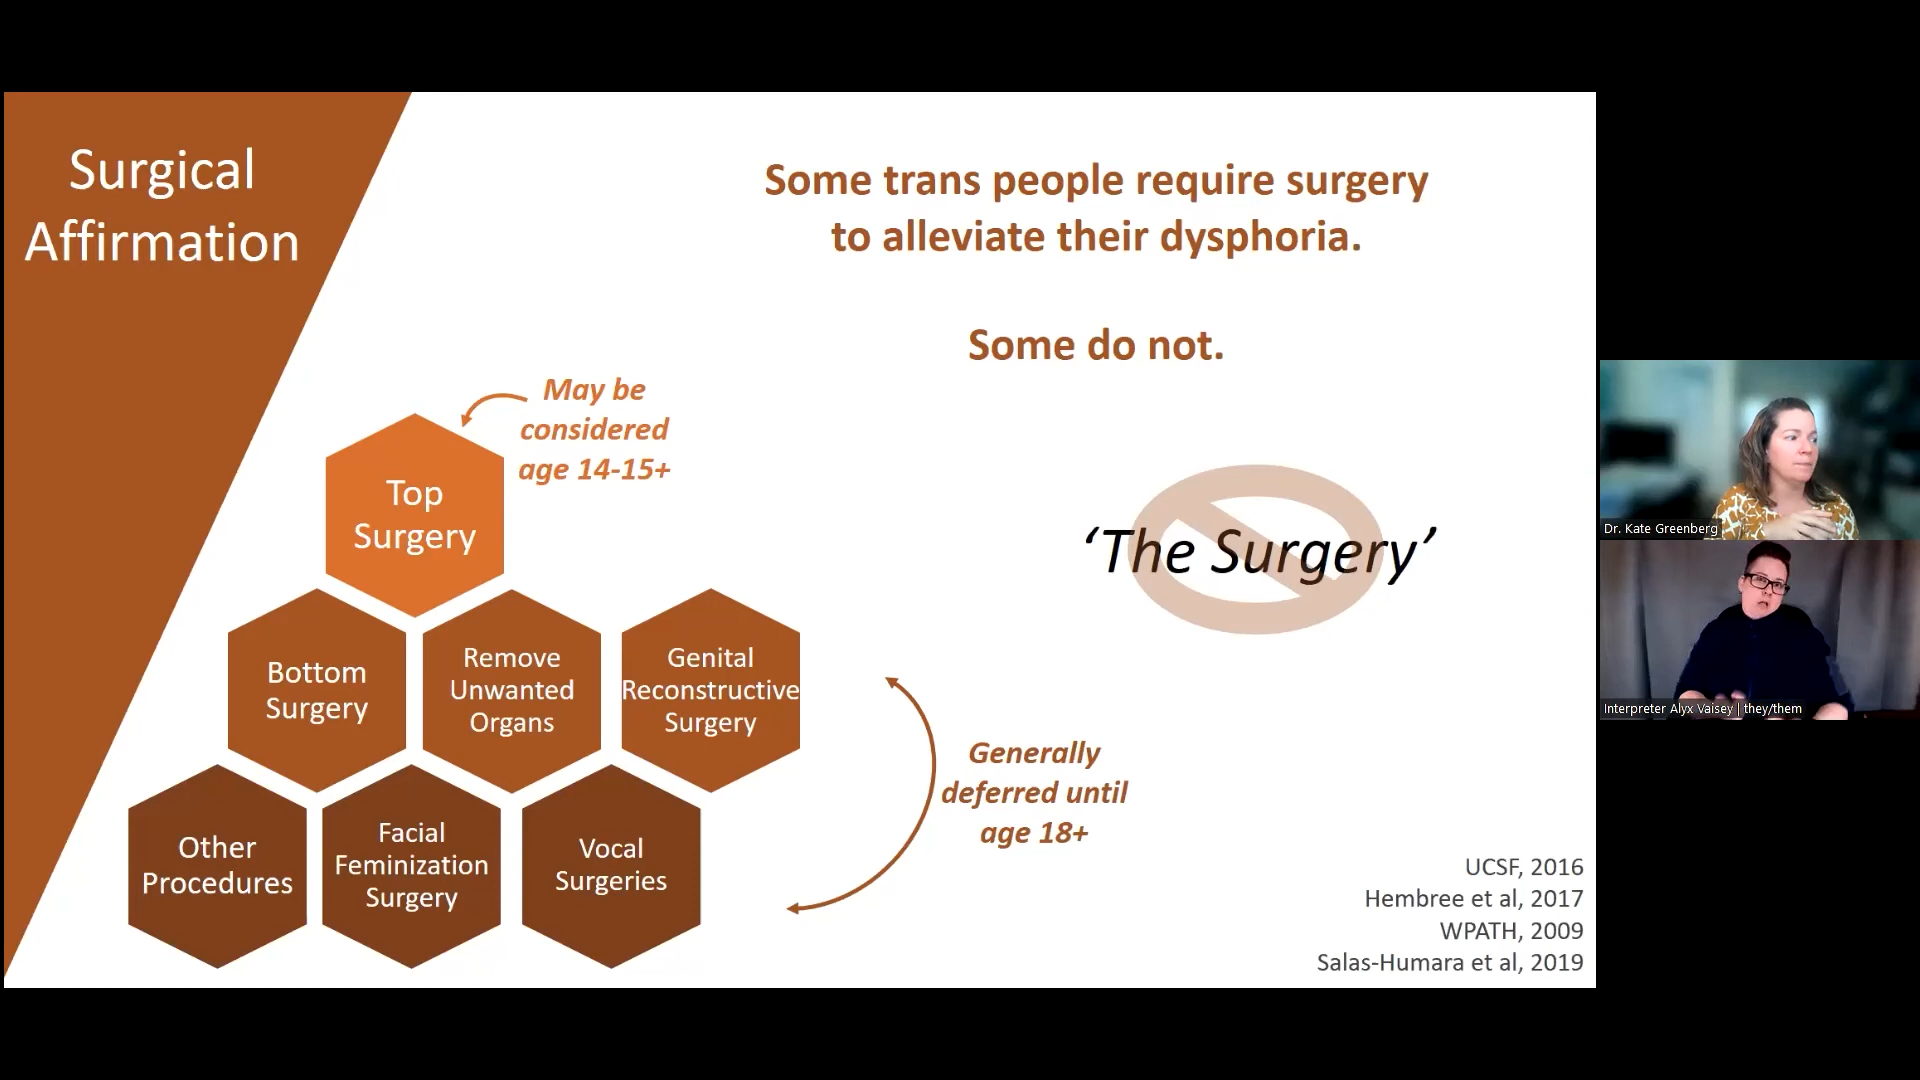 Surgical
Affirmation
Some trans people require surgery
to alleviate their dysphoria.
Some do not.
May be
considered
age 14-15+
Top
Surgery
‘The Surgery’
Bottom
Surgery
Remove
Unwanted
Organs
Genital
Reconstructive
Surgery
Generally
deferred until
age 18+
Other
Procedures
Facial
Feminization
Surgery
Vocal
Surgeries
UCSF, 2016
Hembree et al, 2017
WPATH, 2009
Salas-Humara et al, 2019
Dr. Kate Greenberg
Interpreter Alyx Vaisey | they/them